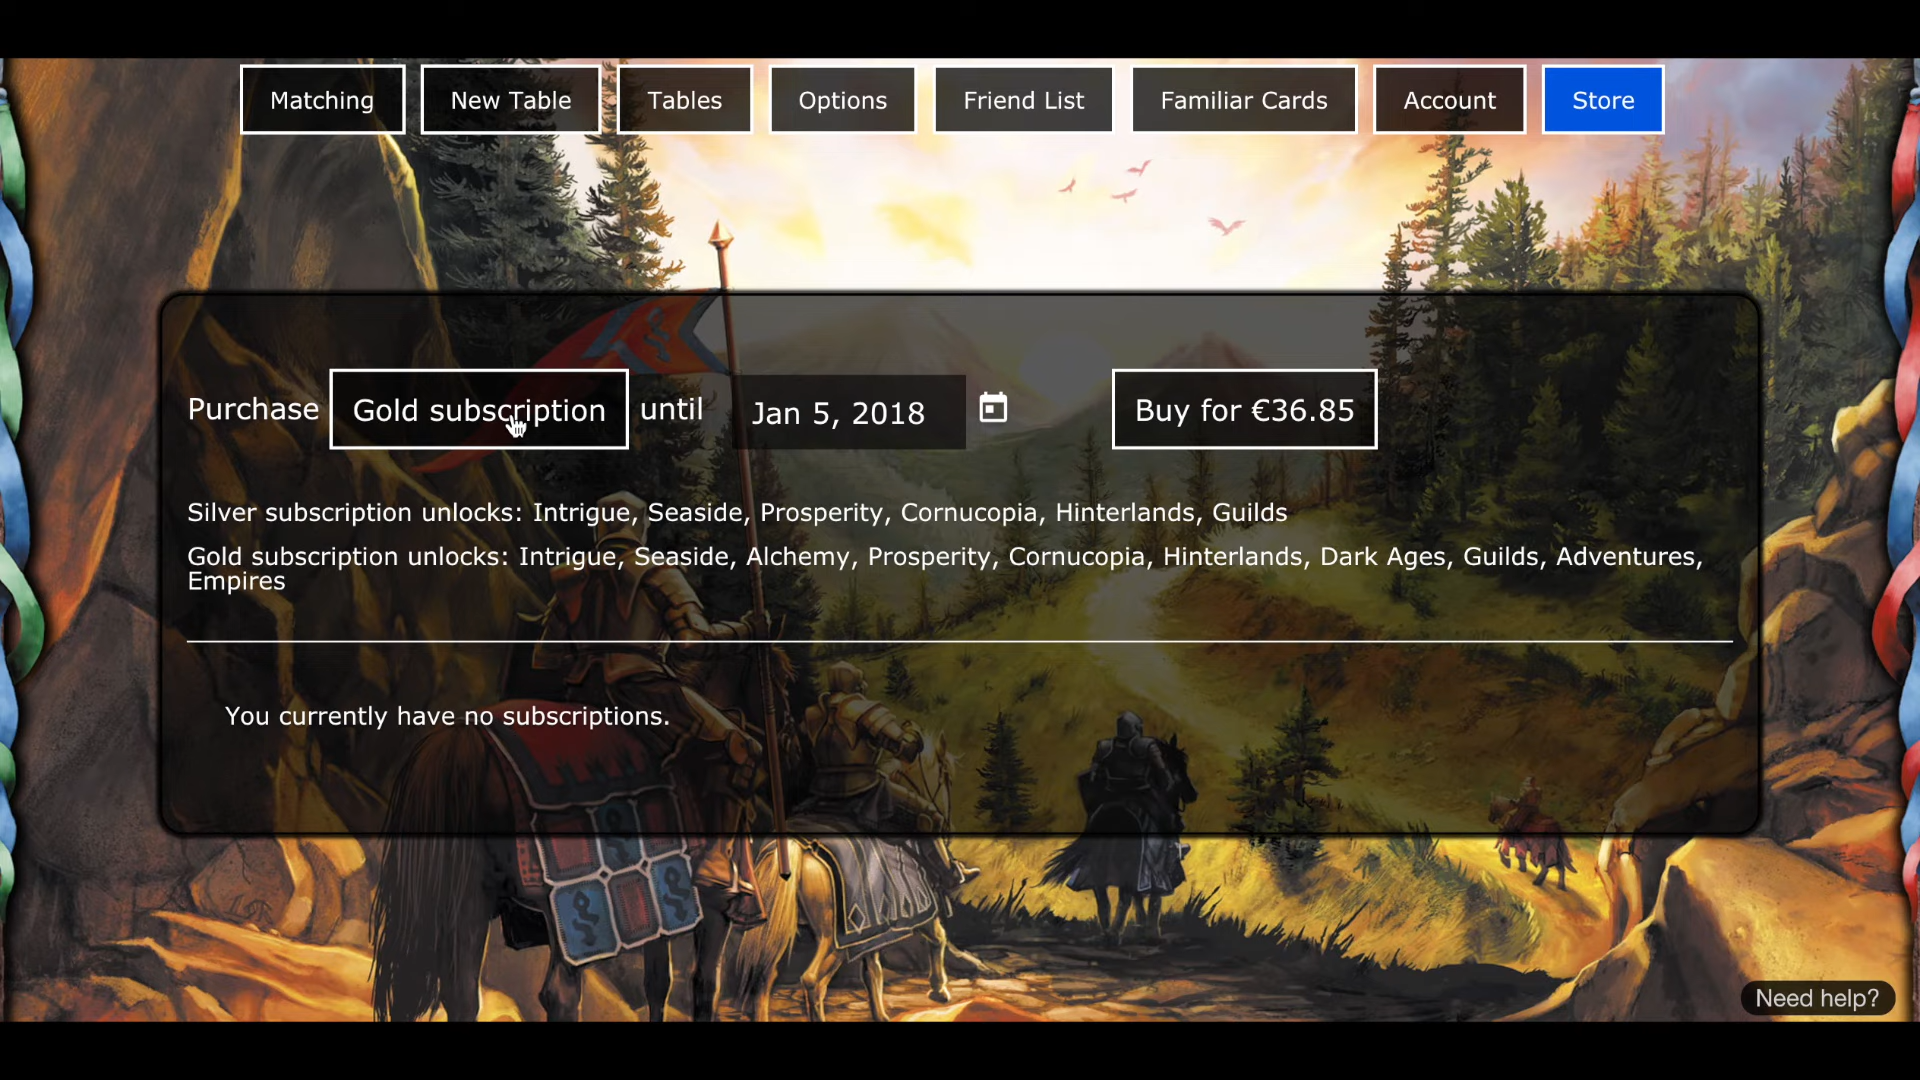 Matching New Table Tables Options Friend List Familiar Cards Account Store
Purchase Gold subscription until Jan 5, 2018 Buy for €36.85
Silver subscription unlocks: Intrigue, Seaside, Prosperity, Cornucopia, Hinterlands, Guilds
Gold subscription unlocks: Intrigue, Seaside, Alchemy, Prosperity, Cornucopia, Hinterlands, Dark Ages, Guilds, Adventures,
Empires
You currently have no subscriptions.
Need help?